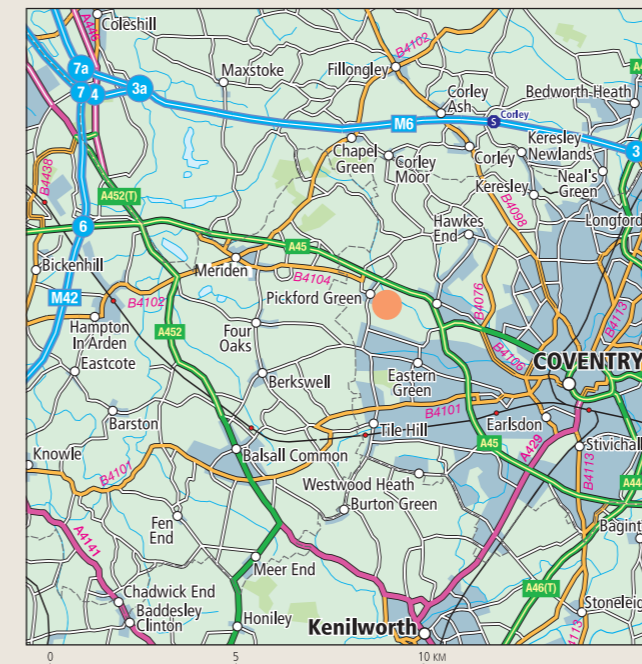 Coleshill
A446
7a
7
4
3a
Maxstoke
Fillongley
B4102
Corley
Ash
Bedworth Heath
S
Corley
M6
3
Chapel
Green
Corley
Moor
Corley
Keresley
Newlands
Neal's
Green
Keresley
B4098
Longford
B4438
A452(T)
6
Hawkes
End
A45
Bickenhill
Meriden
B4104
Pickford Green
B4076
M42
B4102
Hampton
In Arden
A452
Four
Oaks
B4106
B4113
COVENTRY
Eastcote
Berkswell
Eastern
Green
B4101
Barston
Tile Hill
Earlsdon
Knowle
Balsall Common
A45
A429
Stivichall
B4101
Westwood Heath
B4113
Burton Green
Fen
End
A4141
Meer End
Chadwick End
Baddesley
Clinton
Honiley
Kenilworth
A46(T)
0
5
10 KM